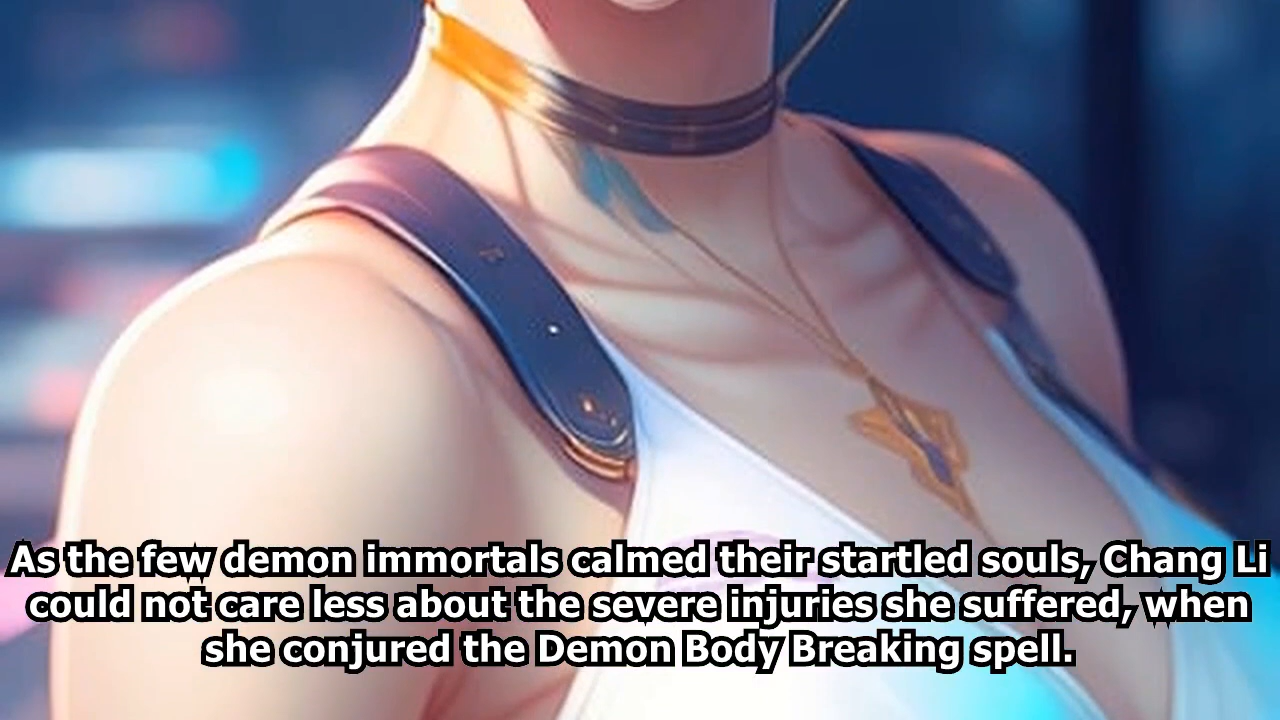 As the few demon immortals calmed their startled souls, Chang Li
could not care less about the severe injuries she suffered, when
she conjured the Demon Body Breaking spell.